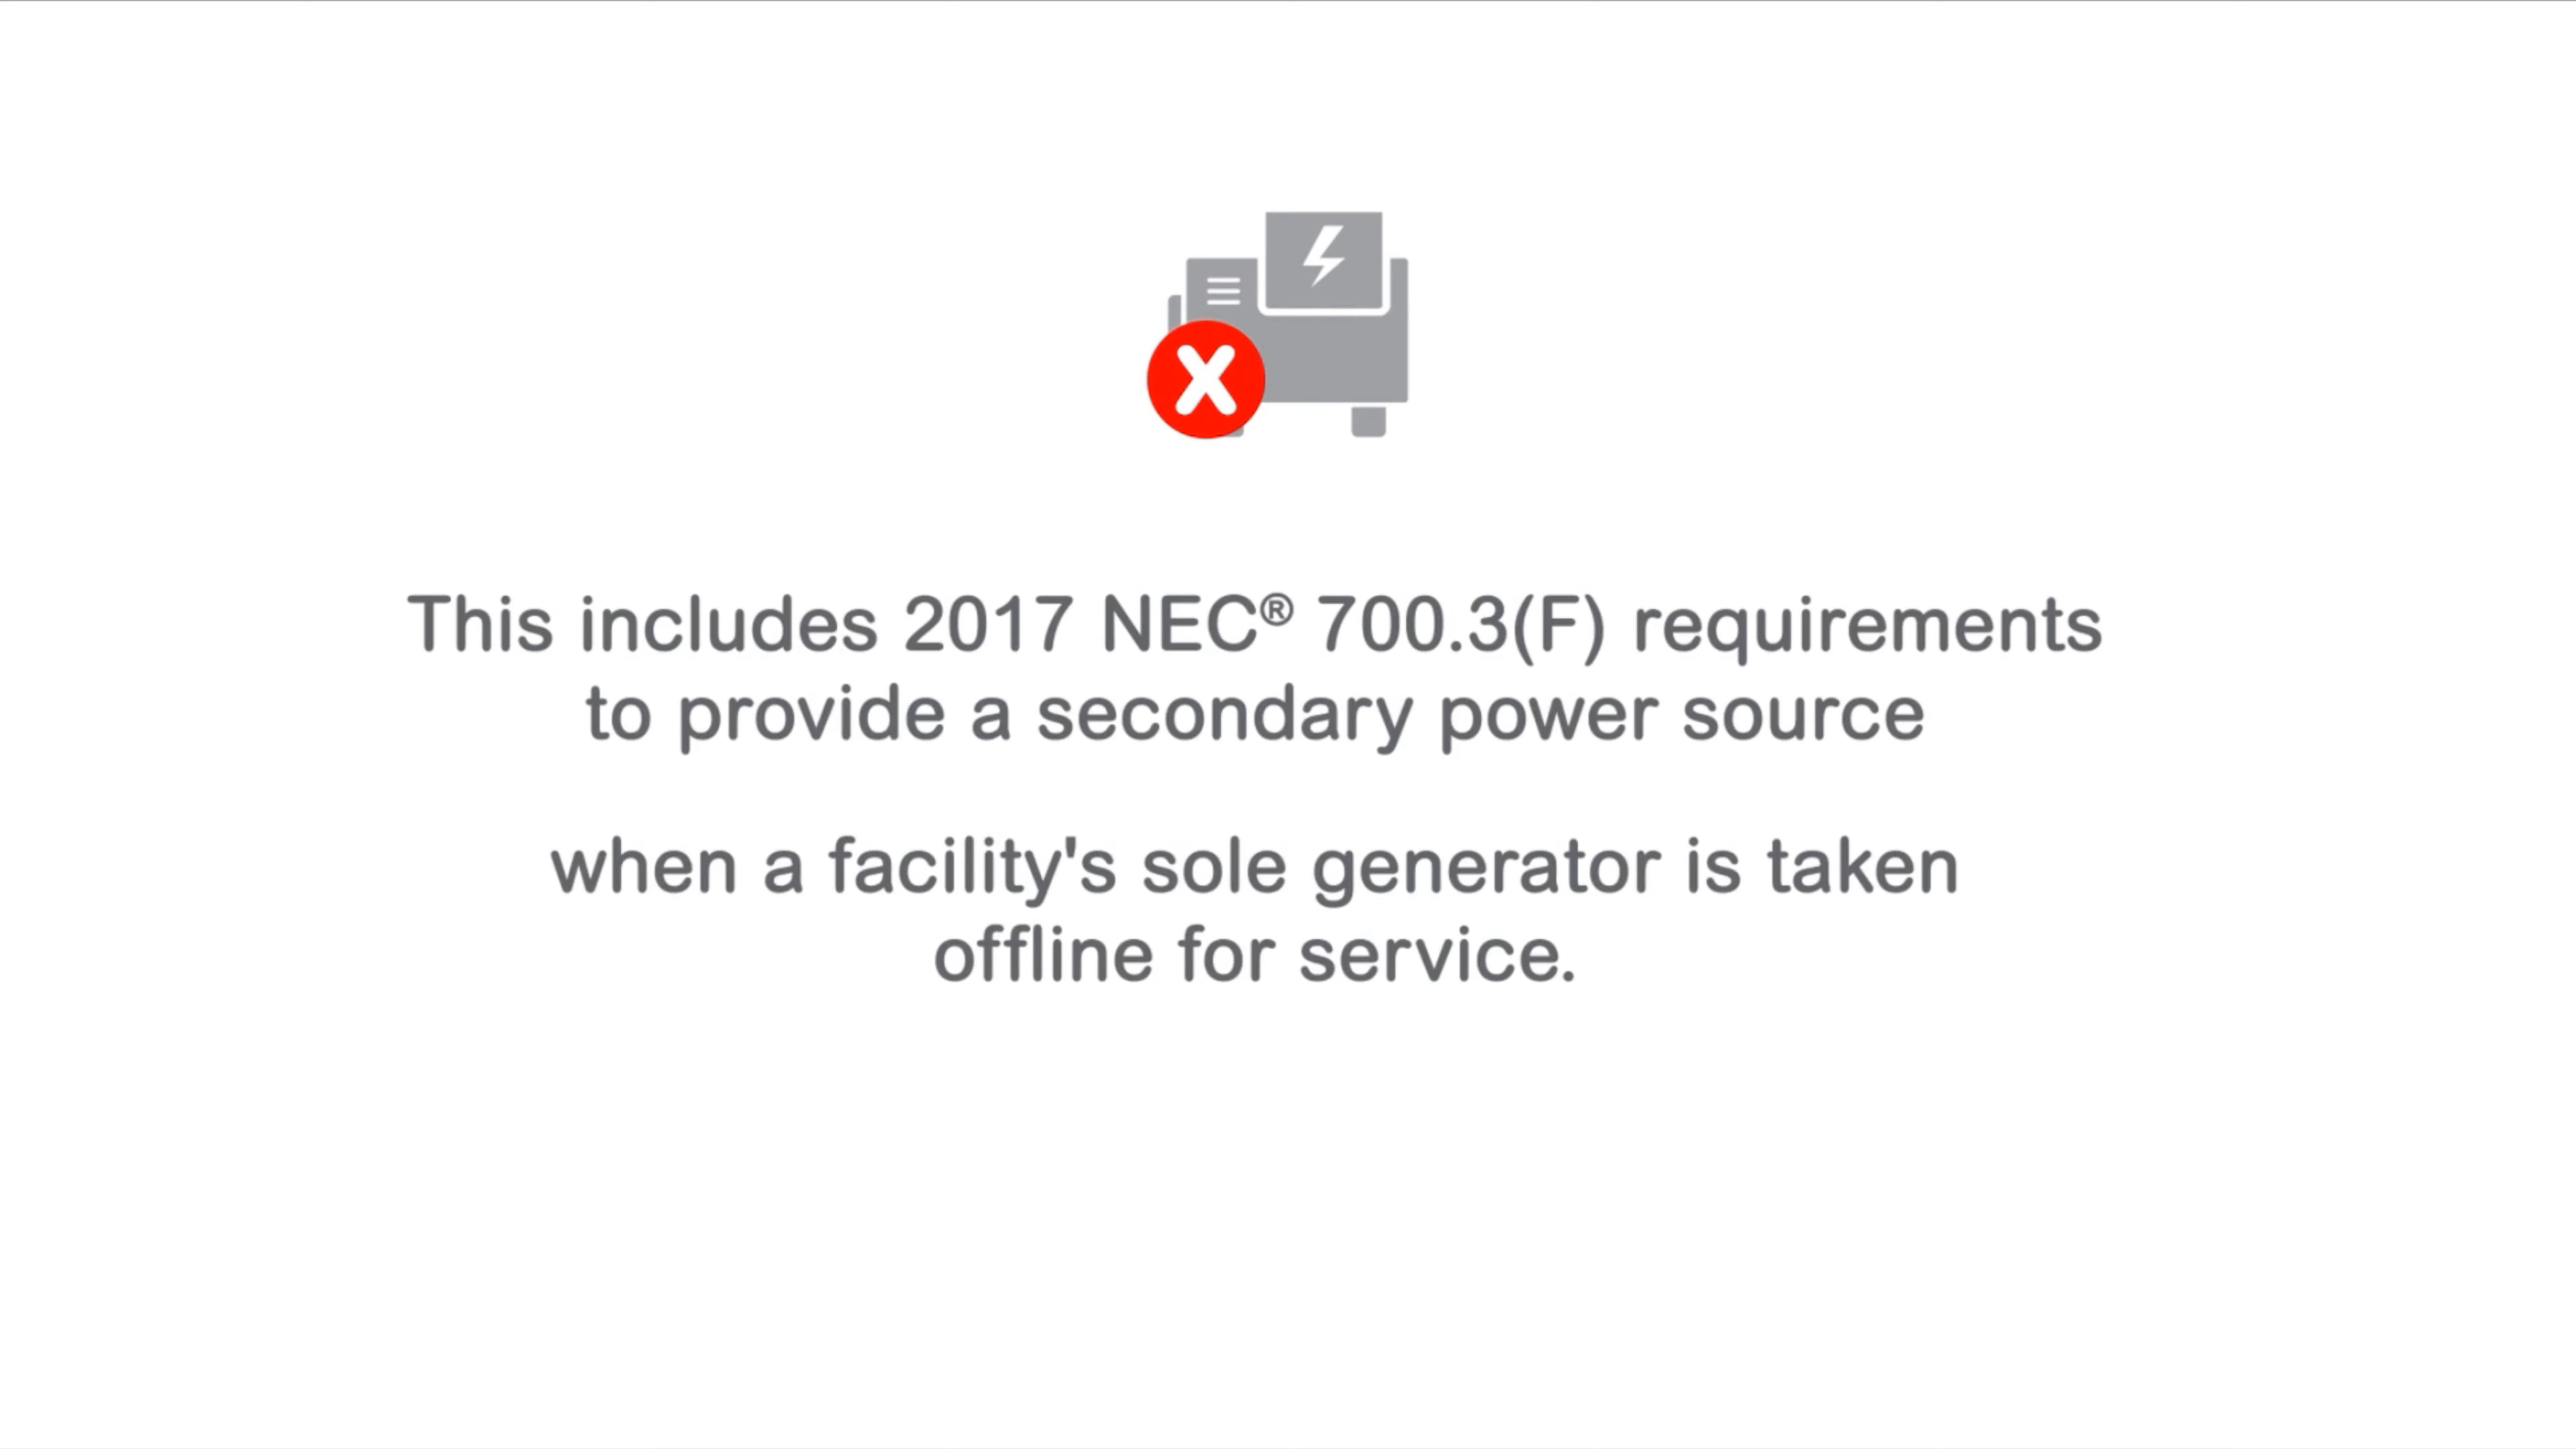 This includes 2017 NEC® 700.3(F) requirements
to provide a secondary power source
when a facility's sole generator is taken
offline for service.